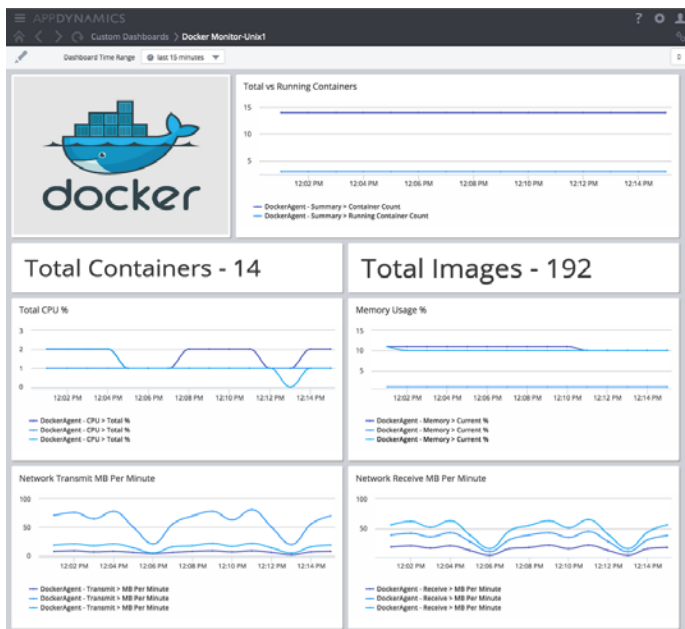 APPDYNAMICS
?
Custom Dashboards > Docker Monitor-Unix1
Dashboard Time Range
last 15 minutes
docker
Total vs Running Containers
15
10
5
12:02 PM 12:04 PM 12:06 PM 12:08 PM 12:10 PM 12:12 PM 12:14 PM
DockerAgent - Summary > Container Count
DockerAgent - Summary > Running Container Count
Total Containers - 14
Total Images - 192
Total CPU %
3
2
1
0
12:02 PM 12:04 PM 12:06 PM 12:08 PM 12:10 PM 12:12 PM 12:14 PM
DockerAgent - CPU > Total %
DockerAgent - CPU > Total %
DockerAgent - CPU > Total %
Memory Usage %
15
10
5
12:02 PM 12:04 PM 12:06 PM 12:08 PM 12:10 PM 12:12 PM 12:14 PM
DockerAgent - Memory > Current %
DockerAgent - Memory > Current %
DockerAgent - Memory > Current %
Network Transmit MB Per Minute
100
50
0
12:02 PM 12:04 PM 12:06 PM 12:08 PM 12:10 PM 12:12 PM 12:14 PM
DockerAgent - Transmit > MB Per Minute
DockerAgent - Transmit > MB Per Minute
DockerAgent - Transmit > MB Per Minute
Network Receive MB Per Minute
100
50
12:02 PM 12:04 PM 12:06 PM 12:08 PM 12:10 PM 12:12 PM 12:14 PM
DockerAgent - Receive > MB Per Minute
DockerAgent - Receive > MB Per Minute
DockerAgent - Receive > MB Per Minute